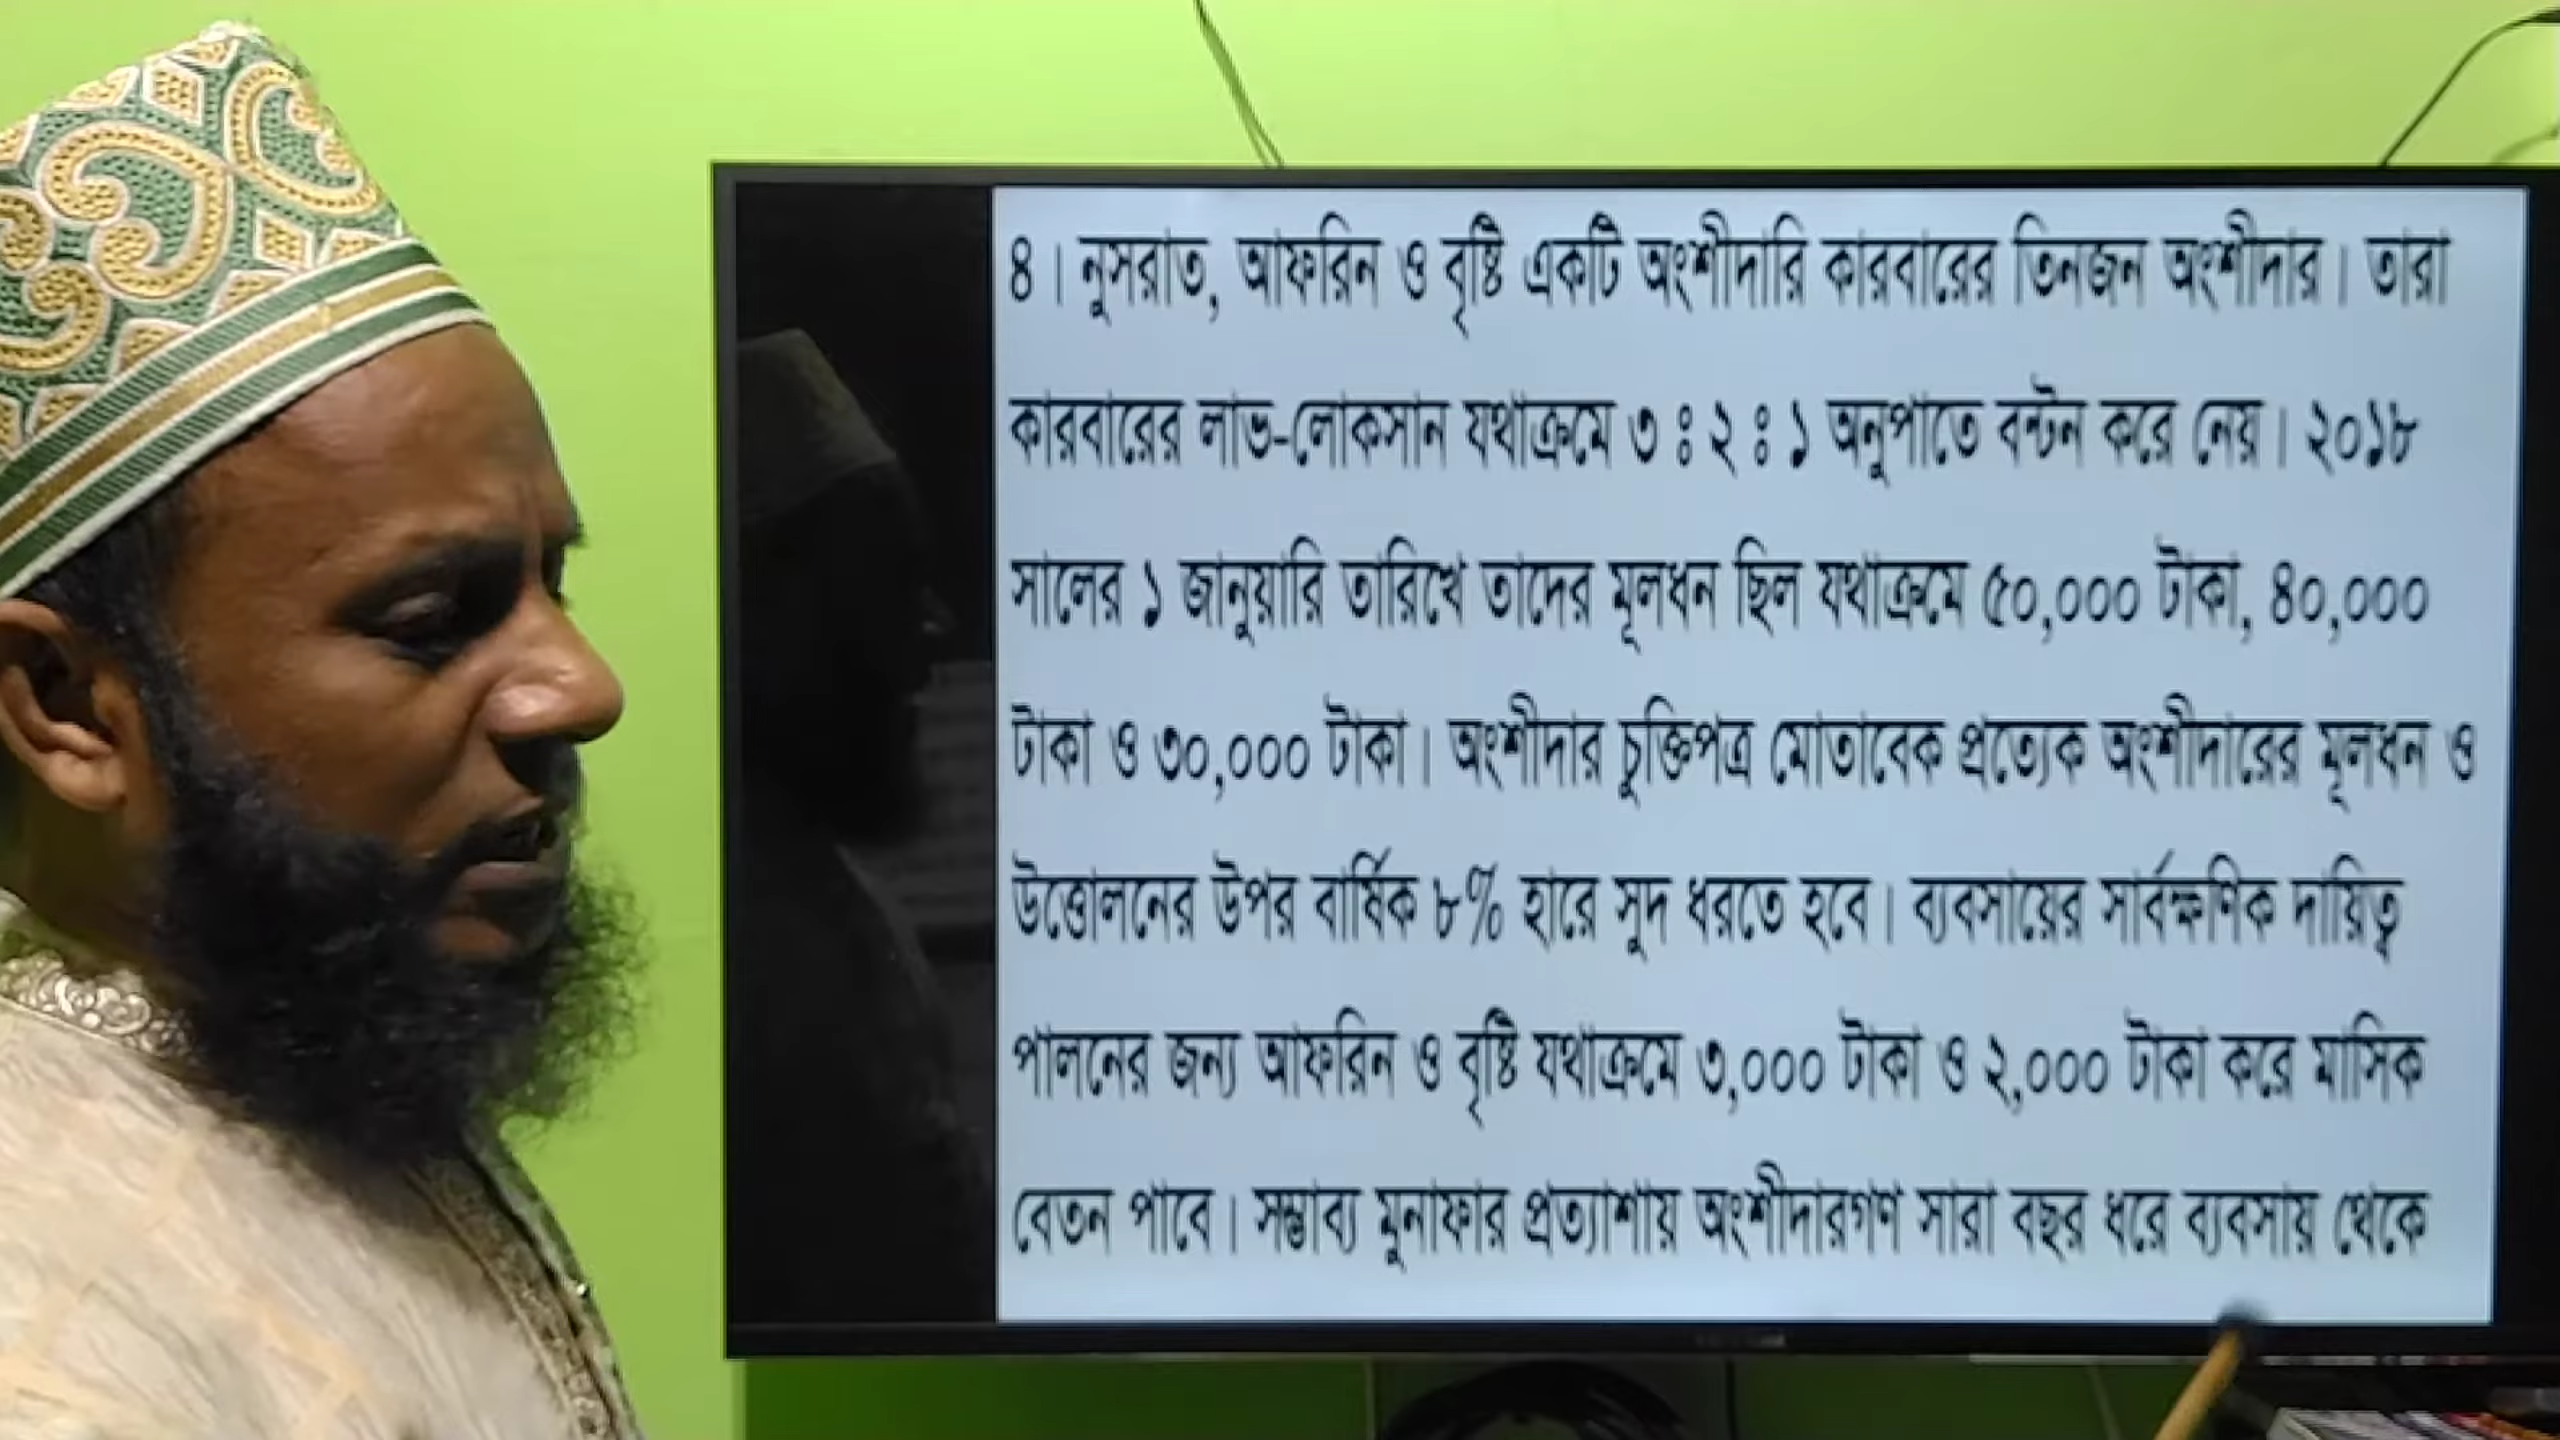 ৪। নুসরাত, আফরিন ও বৃষ্টি একটি অংশীদারি কারবারের তিনজন অংশীদার। তারা
কারবারের লাভ-লোকসান যথাক্রমে ৩ ঃ ২ ঃ ১ অনুপাতে বন্টন করে নেয়। ২০১৮
সালের ১ জানুয়ারি তারিখে তাদের মূলধন ছিল যথাক্রমে ৫০,০০০ টাকা, ৪০,০০০
টাকা ও ৩০,০০০ টাকা। অংশীদার চুক্তিপত্র মোতাবেক প্রত্যেক অংশীদারের মূলধন ও
উত্তোলনের উপর বার্ষিক ৮% হারে সুদ ধরতে হবে। ব্যবসায়ের সার্বক্ষণিক দায়িত্ব
পালনের জন্য আফরিন ও বৃষ্টি যথাক্রমে ৩,০০০ টাকা ও ২,০০০ টাকা করে মাসিক
বেতন পাবে। সম্ভাব্য মুনাফার প্রত্যাশায় অংশীদারগণ সারা বছর ধরে ব্যবসায় থেকে